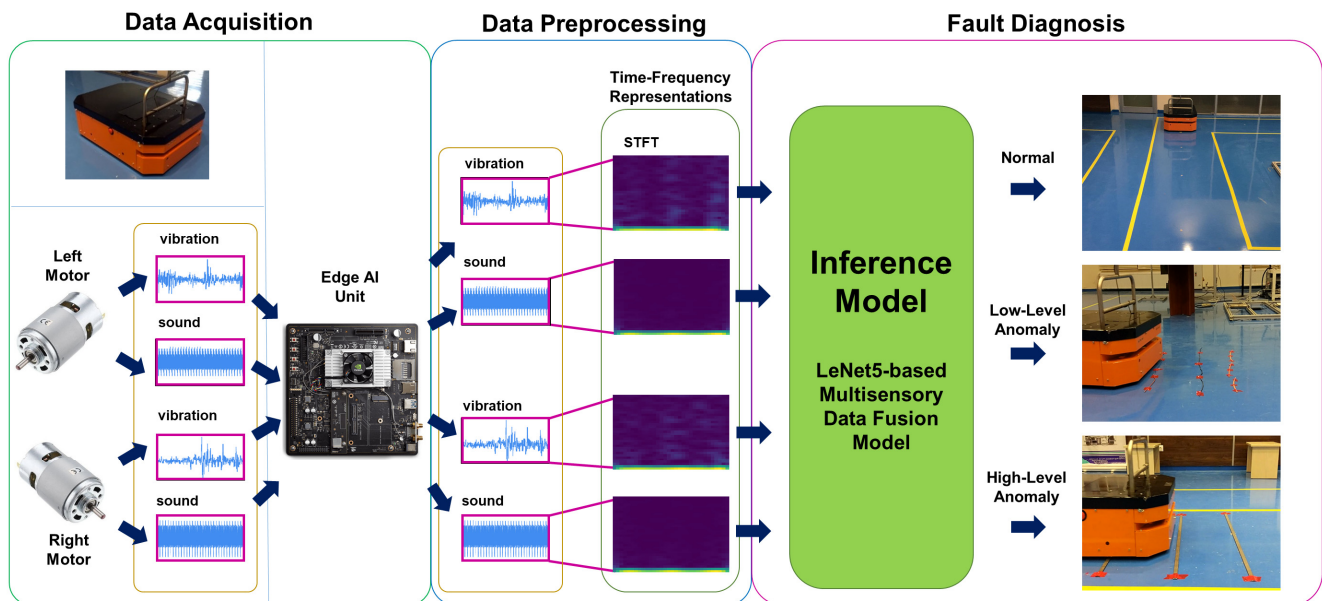 Data Acquisition
Data Preprocessing
Fault Diagnosis
Left
Motor
Right
Motor
vibration
sound
vibration
sound
Edge AI
Unit
vibration
sound
vibration
sound
Time-Frequency
Representations
STFT
Inference
Model
LeNet5-based
Multisensory
Data Fusion
Model
Normal
Low-Level
Anomaly
High-Level
Anomaly